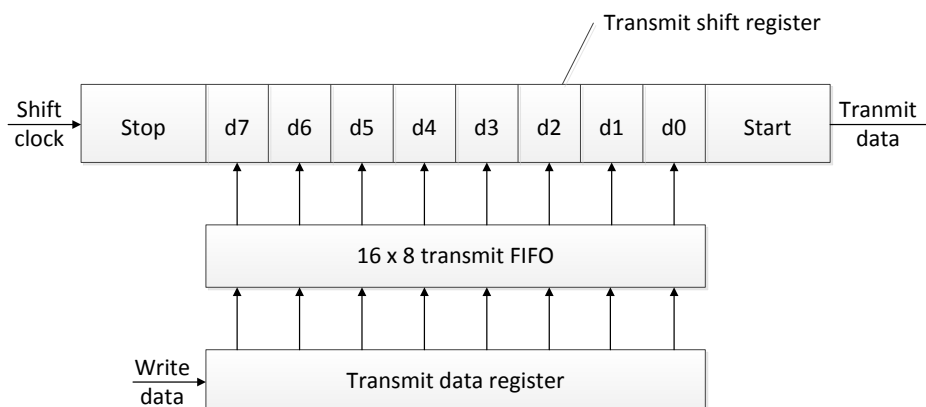 Transmit shift register
Shift
clock
Stop
d7
d6
d5
d4
d3
d2
d1
d0
Start
Tranmit
data
16 x 8 transmit FIFO
Write
data
Transmit data register